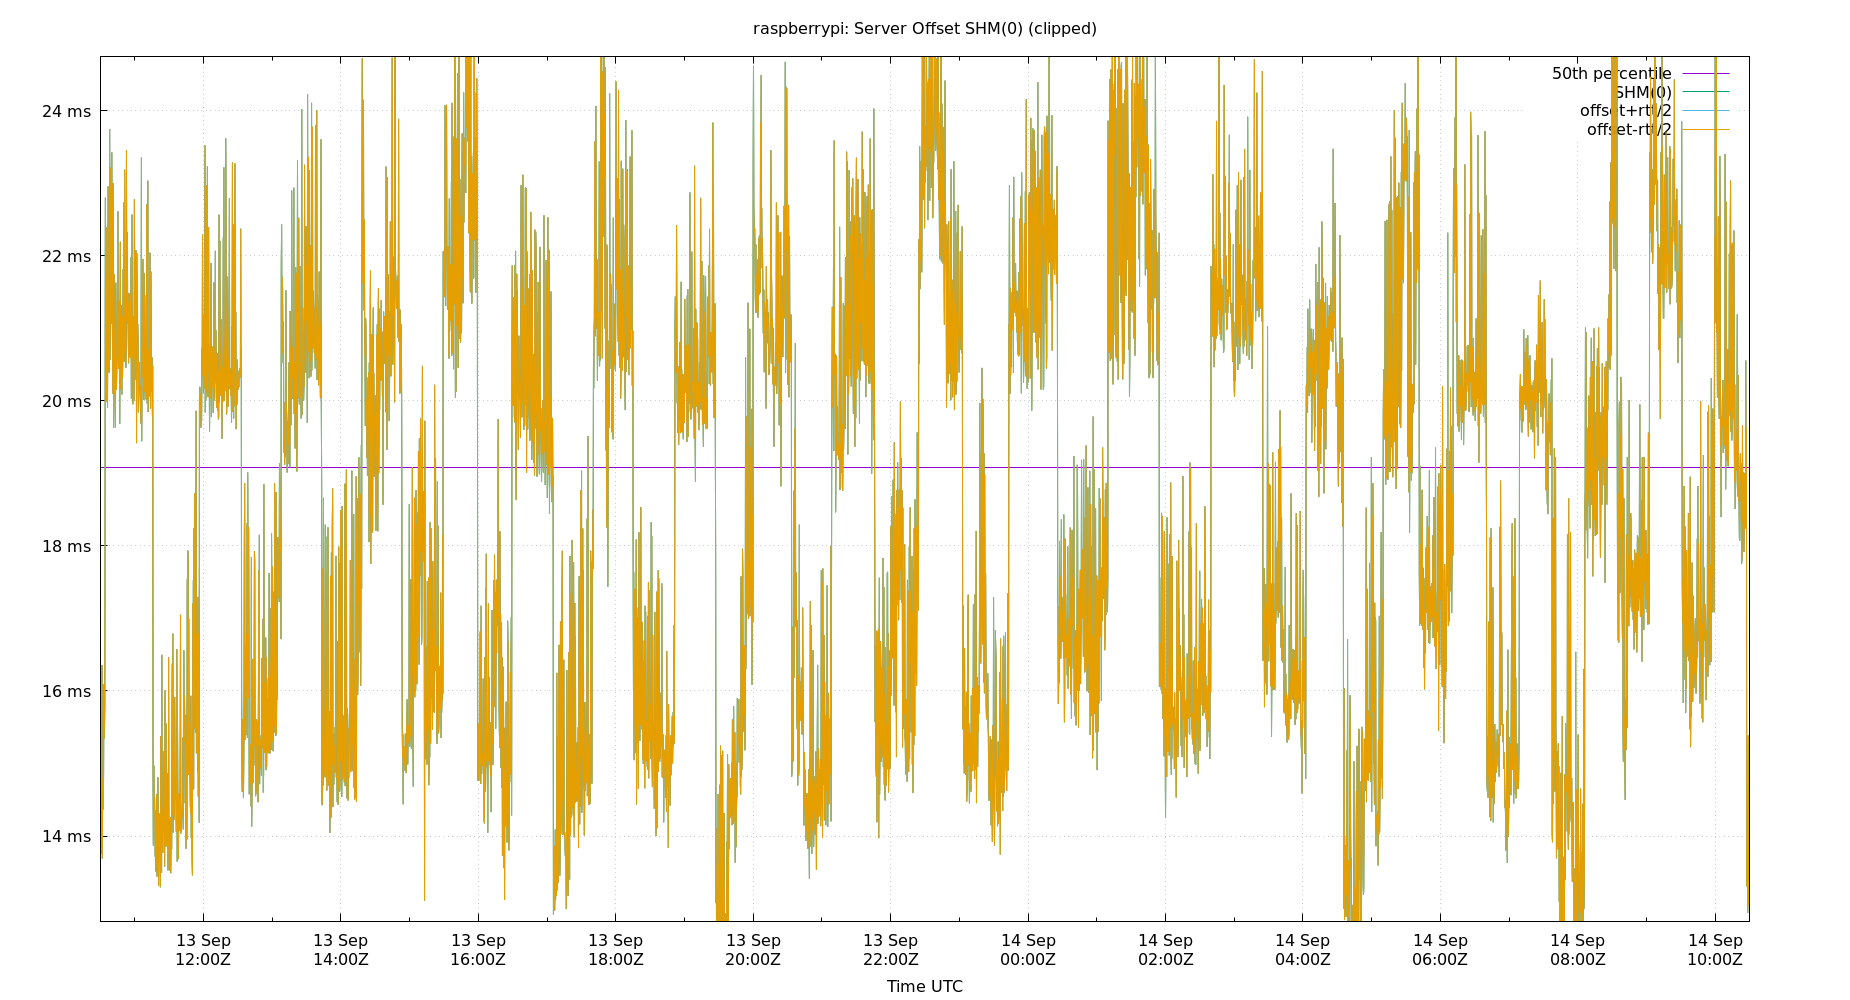 raspberrypi: Server Offset SHM(0) (clipped)
50th percentile
SHM(0)
offset+rtt/2
offset-rtt/2
24 ms
22 ms
20 ms
18 ms
16 ms
14 ms
13 Sep 13 Sep 13 Sep 13 Sep 13 Sep 13 Sep 14 Sep 14 Sep 14 Sep 14 Sep 14 Sep 14 Sep
12:00Z 14:00Z 16:00Z 18:00Z 20:00Z 22:00Z 00:00Z 02:00Z 04:00Z 06:00Z 08:00Z 10:00Z
Time UTC